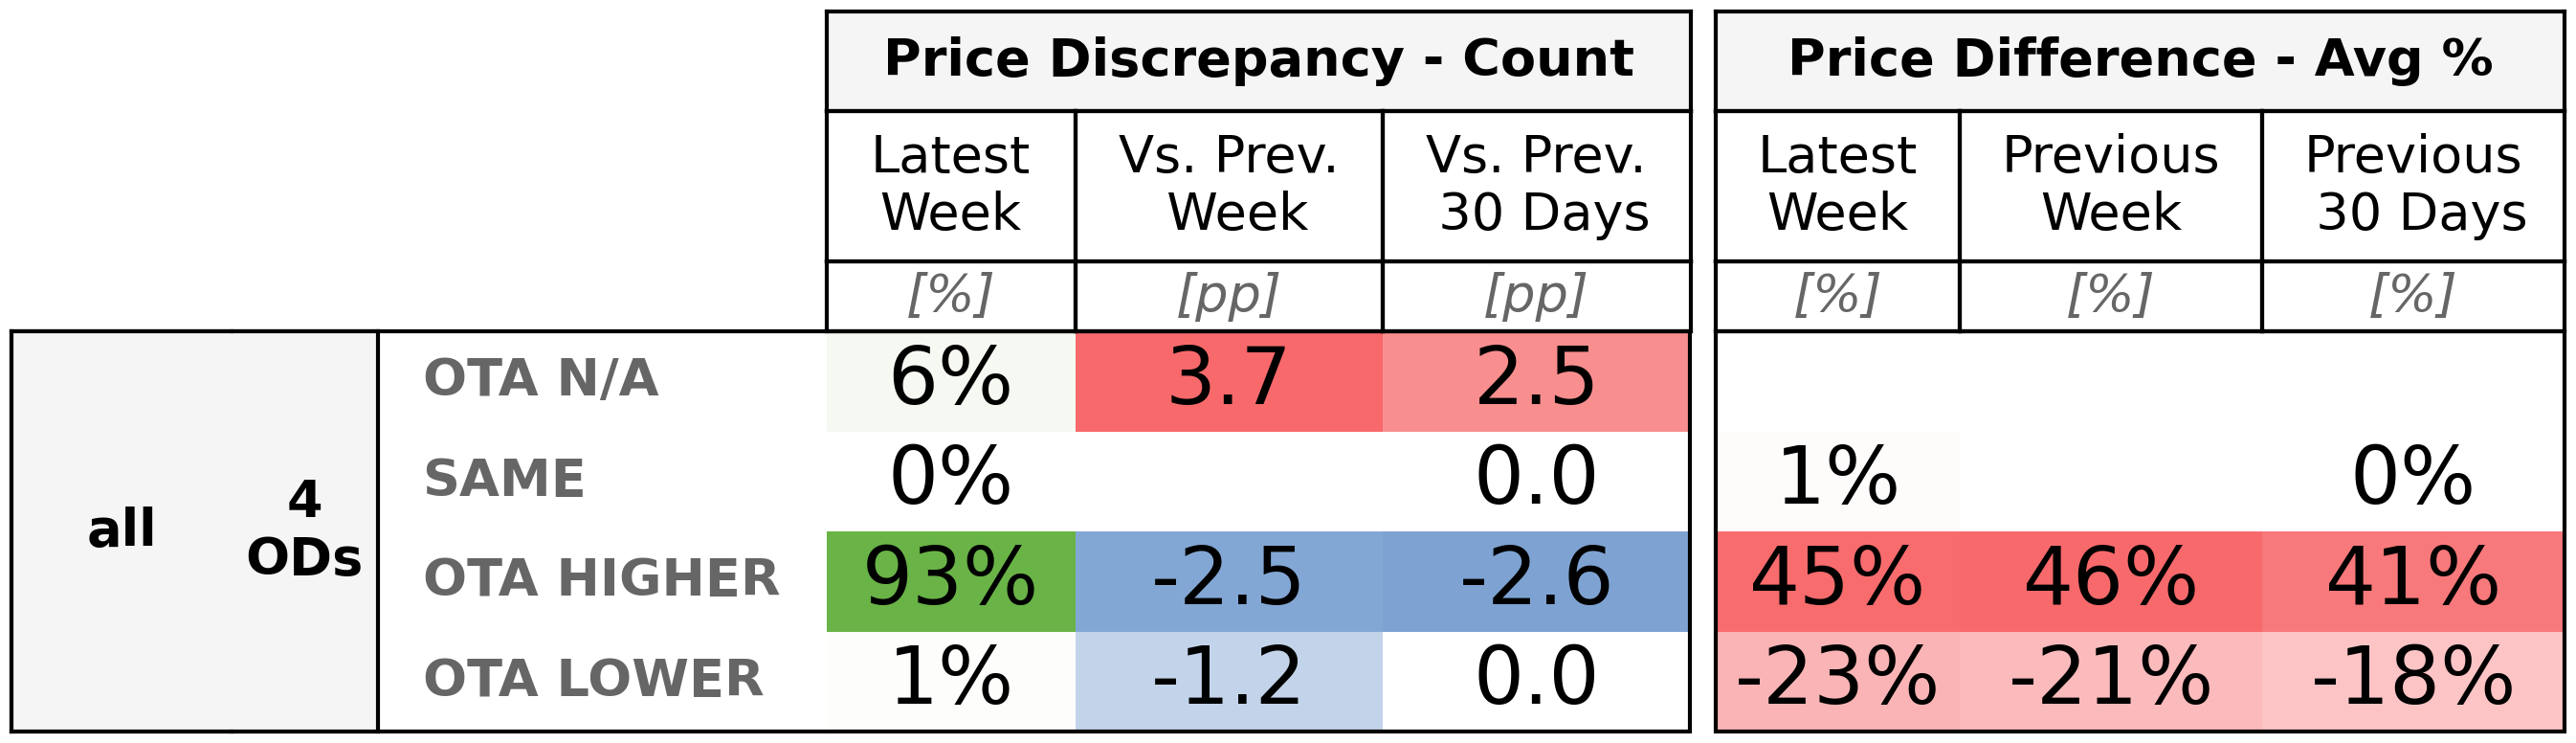 Price Discrepancy - Count Price Difference - Avg %
Latest Vs. Prev. Vs. Prev. Latest Previous Previous
Week Week 30 Days Week Week 30 Days
[%] [pp] [pp] [%] [%] [%]
OTA N/A 6% 3.7 2.5
SAME 0% 0.0 1% 0%
all 4
ODs
OTA HIGHER 93% -2.5 -2.6 45% 46% 41%
OTA LOWER 1% -1.2 0.0 -23% -21% -18%